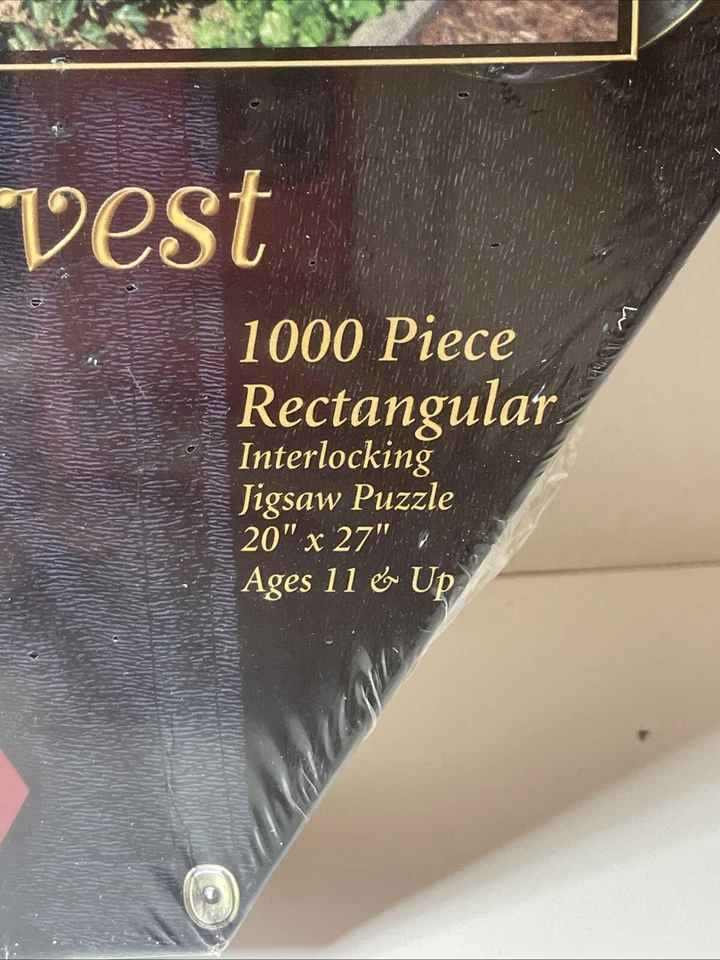 vest
1000 Piece
Rectangular
Interlocking
Jigsaw Puzzle
20" x 27"
Ages 11 & Up